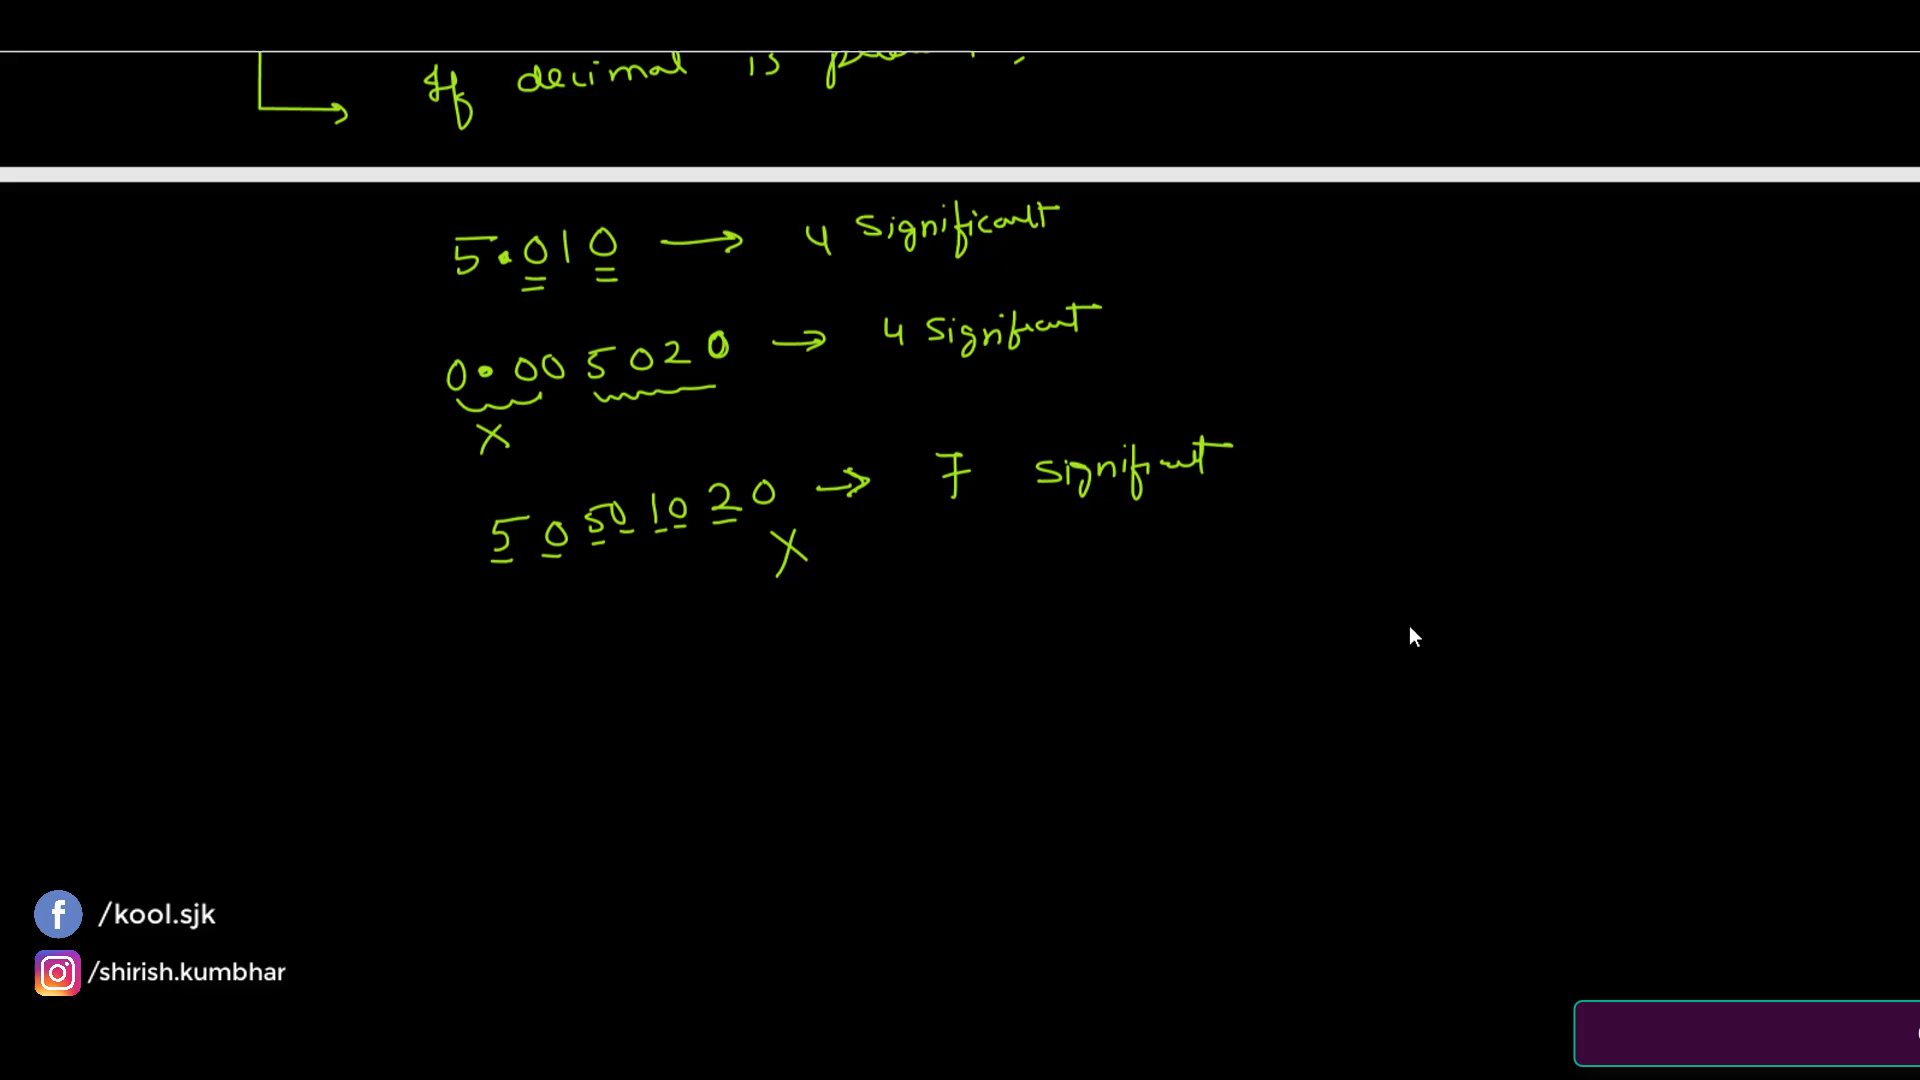 If decimal is
5.010 → 4 significant
0.005020 → 4 significant
X
50501020 → 7 significant
X
/kool.sjk
/shirish.kumbhar